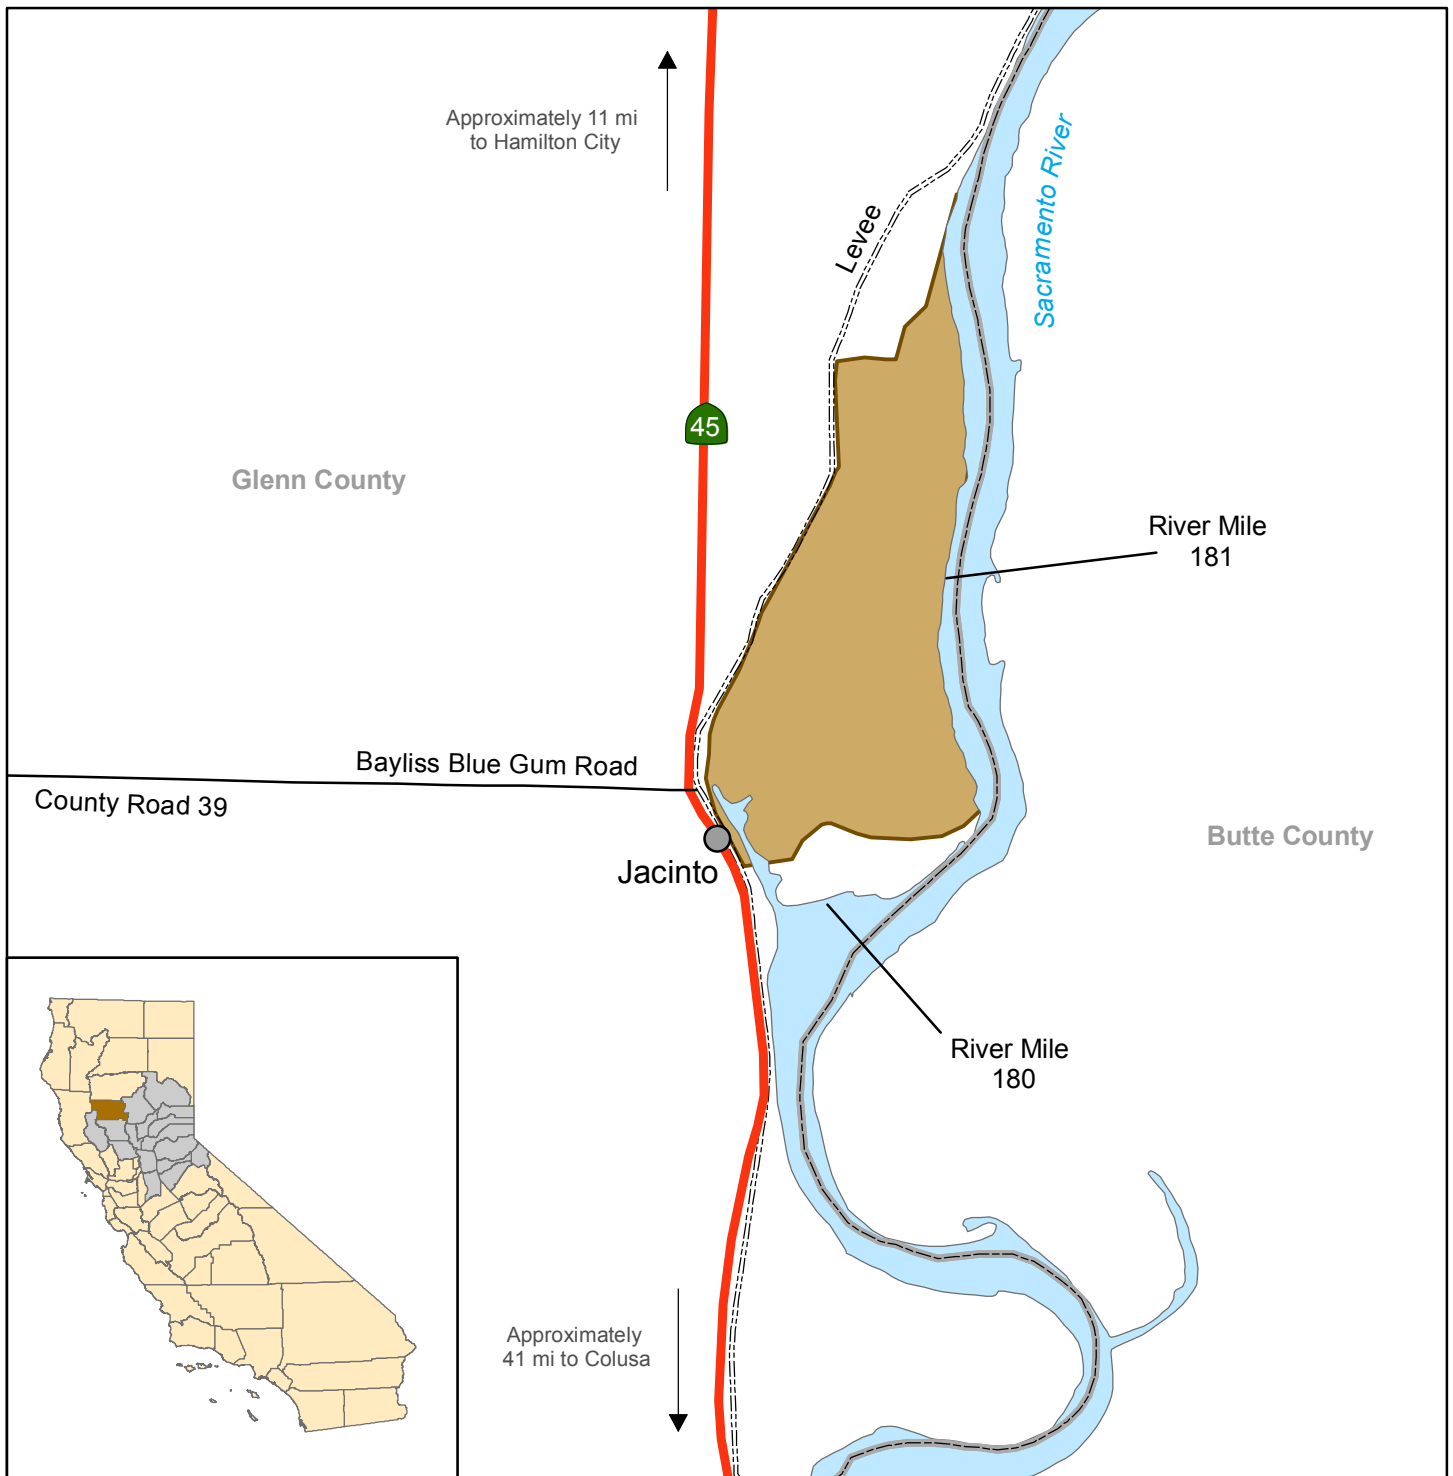 Approximately 11 mi
to Hamilton City
Sacramento River
Levee
45
Glenn County
River Mile
181
Bayliss Blue Gum Road
County Road 39
Butte County
Jacinto
River Mile
180
Approximately
41 mi to Colusa